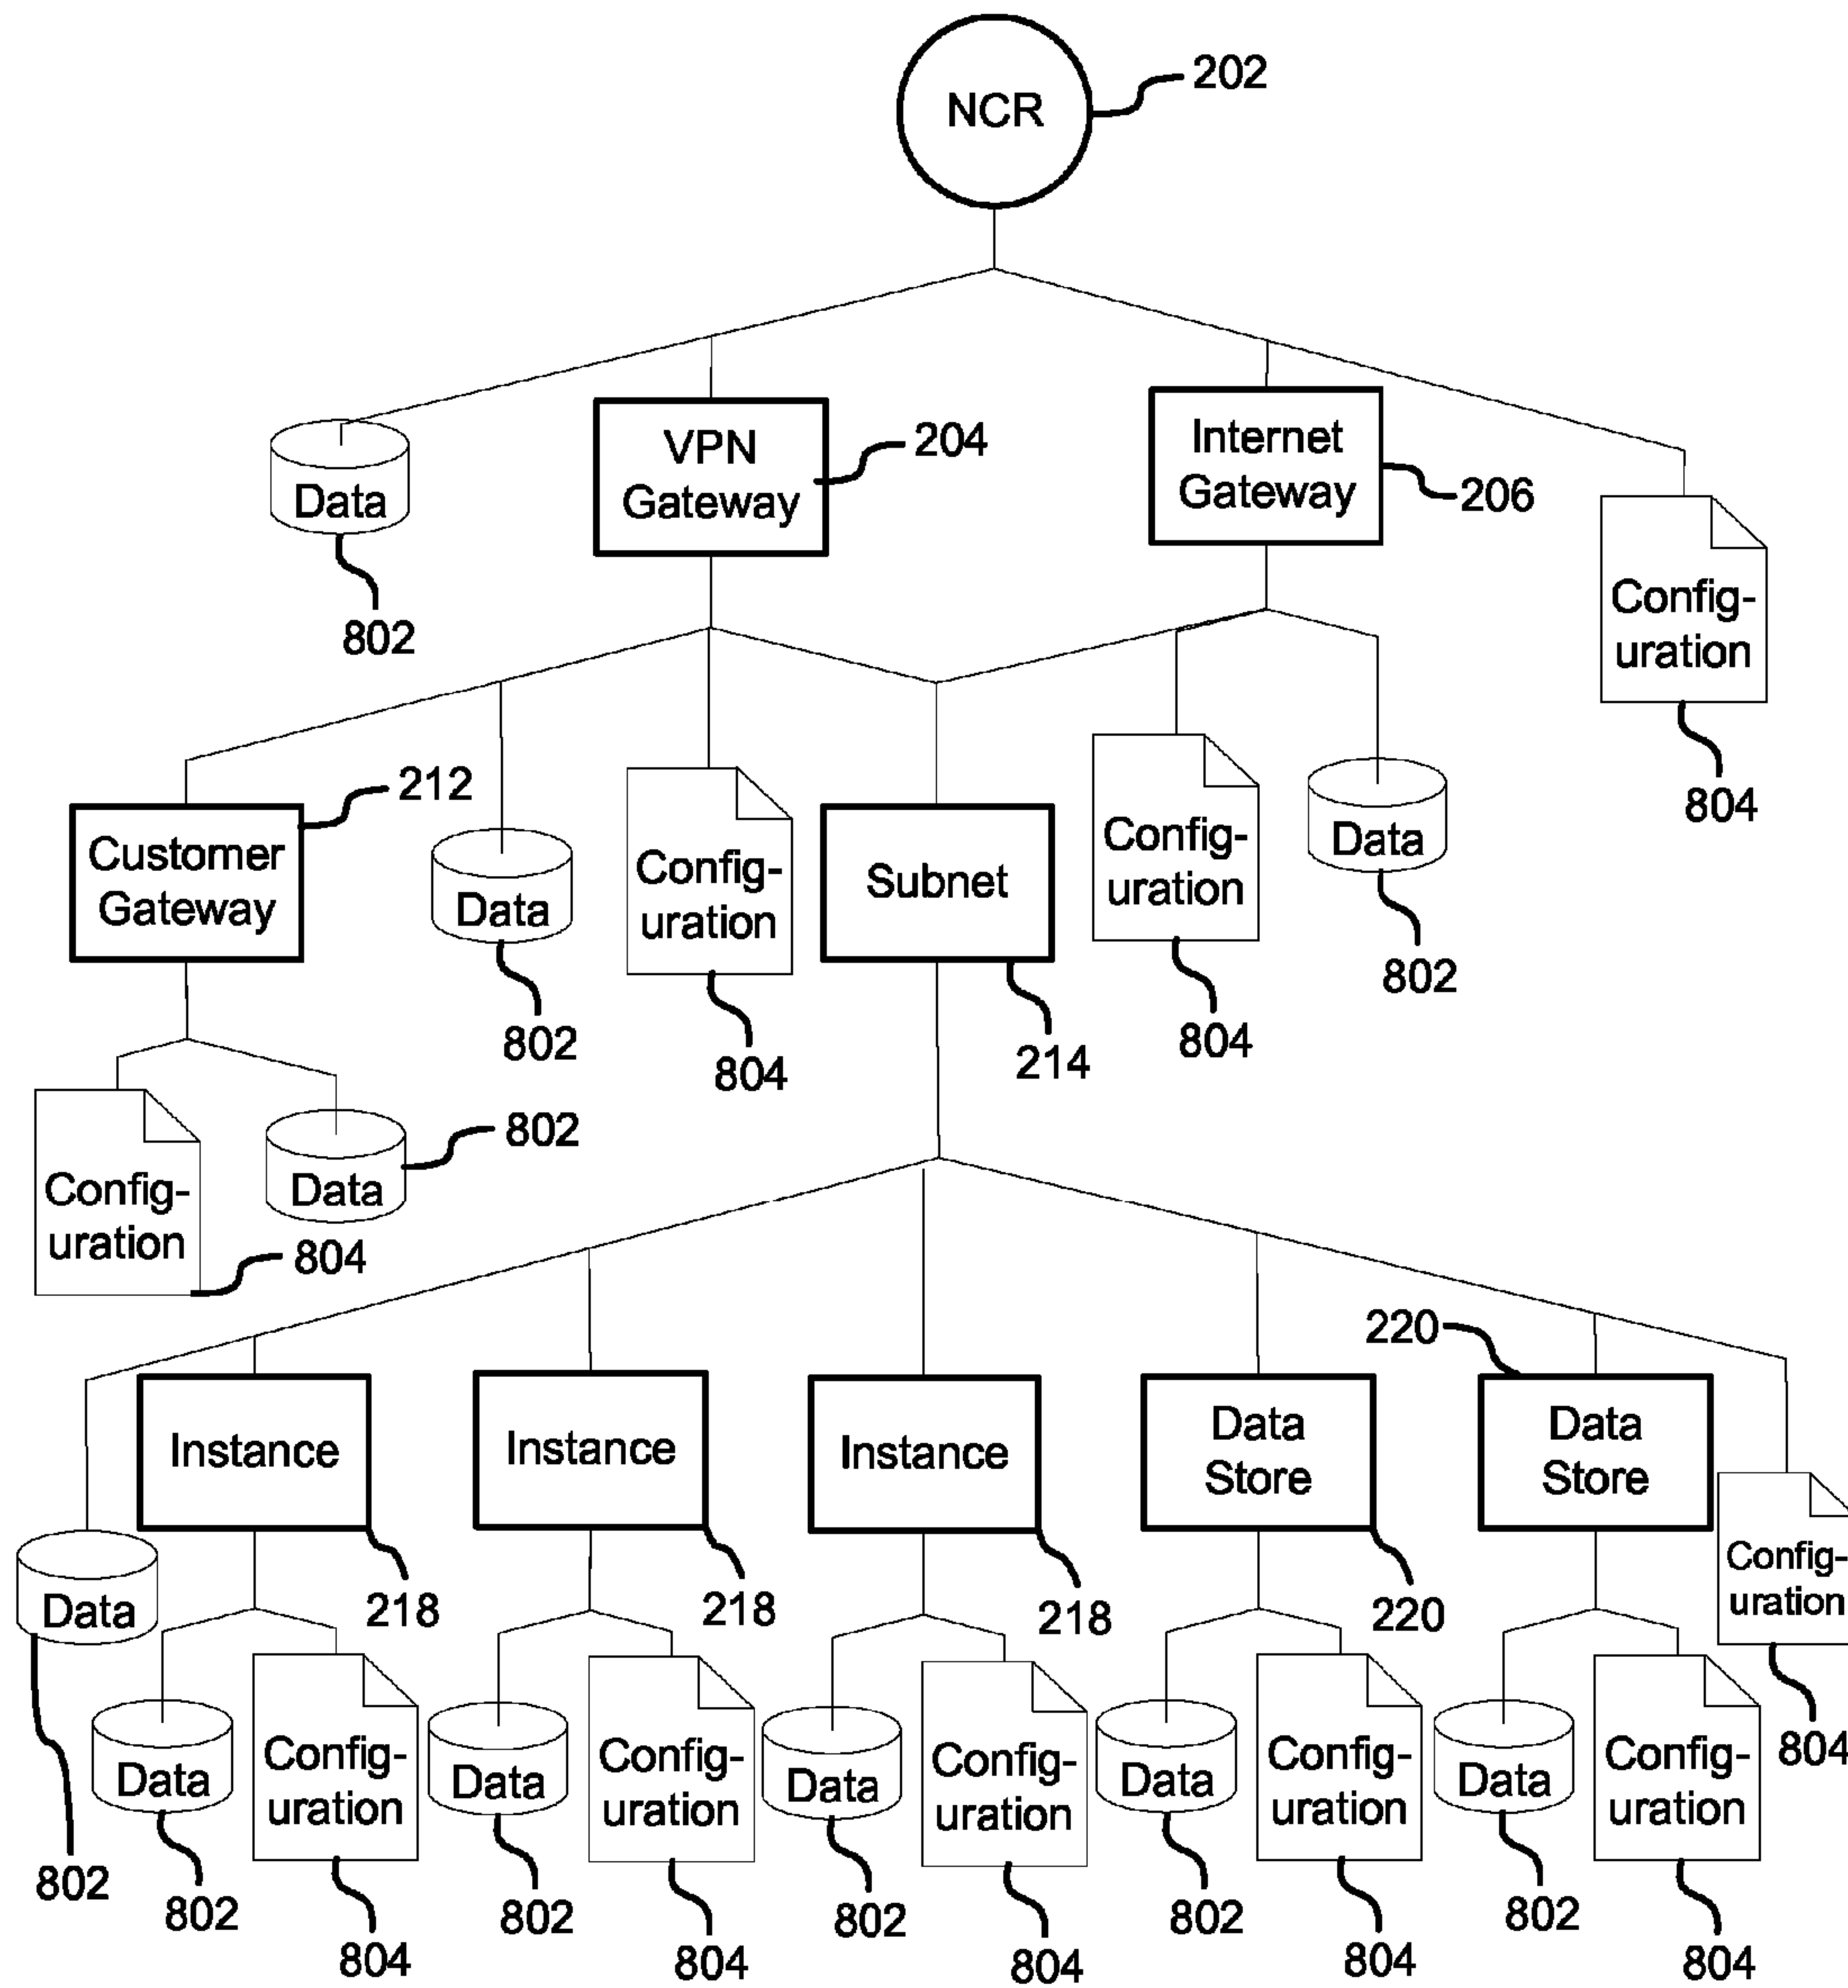 NCR
202
VPN
Gateway
204
Internet
Gateway
206
Data
802
Config-
uration
804
212
Customer
Gateway
Data
802
Config-
uration
804
Subnet
214
Config-
uration
804
Data
802
Config-
uration
804
Data
802
220
Instance
218
Instance
218
Instance
218
Data
Store
220
Data
Store
Config-
uration
804
Data
802
Data
802
Config-
uration
804
Data
802
Config-
uration
804
Data
802
Config-
uration
804
Data
802
Config-
uration
804
Data
802
Config-
uration
804